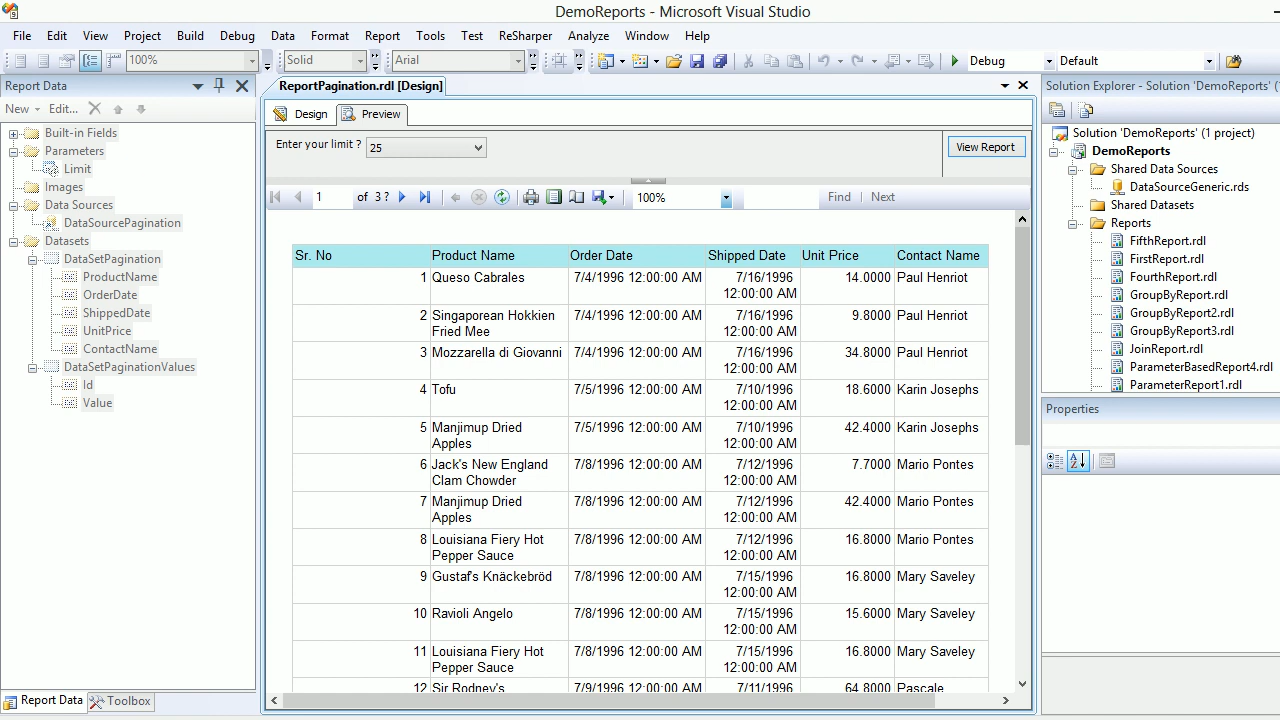 DemoReports - Microsoft Visual Studio
File Edit View Project Build Debug Data Format Report Tools Test ReSharper Analyze Window Help
100% Solid Arial Debug Default
Report Data
New Edit...
Built-in Fields
Parameters
Limit
Images
Data Sources
DataSourcePagination
Datasets
DataSetPagination
ProductName
OrderDate
ShippedDate
UnitPrice
ContactName
DataSetPaginationValues
Id
Value
Report Data Toolbox
ReportPagination.rdl [Design]
Design Preview
Enter your limit ? 25 View Report
1 of 3 ? 100% Find Next
Sr. No Product Name Order Date Shipped Date Unit Price Contact Name
1 Queso Cabrales 7/4/1996 12:00:00 AM 7/16/1996 14.0000 Paul Henriot
12:00:00 AM
2 Singaporean Hokkien 7/4/1996 12:00:00 AM 7/16/1996 9.8000 Paul Henriot
Fried Mee 12:00:00 AM
3 Mozzarella di Giovanni 7/4/1996 12:00:00 AM 7/16/1996 34.8000 Paul Henriot
12:00:00 AM
4 Tofu 7/5/1996 12:00:00 AM 7/10/1996 18.6000 Karin Josephs
12:00:00 AM
5 Manjimup Dried 7/5/1996 12:00:00 AM 7/10/1996 42.4000 Karin Josephs
Apples 12:00:00 AM
6 Jack's New England 7/8/1996 12:00:00 AM 7/12/1996 7.7000 Mario Pontes
Clam Chowder 12:00:00 AM
7 Manjimup Dried 7/8/1996 12:00:00 AM 7/12/1996 42.4000 Mario Pontes
Apples 12:00:00 AM
8 Louisiana Fiery Hot 7/8/1996 12:00:00 AM 7/12/1996 16.8000 Mario Pontes
Pepper Sauce 12:00:00 AM
9 Gustaf's Knäckebröd 7/8/1996 12:00:00 AM 7/15/1996 16.8000 Mary Saveley
12:00:00 AM
10 Ravioli Angelo 7/8/1996 12:00:00 AM 7/15/1996 15.6000 Mary Saveley
12:00:00 AM
11 Louisiana Fiery Hot 7/8/1996 12:00:00 AM 7/15/1996 16.8000 Mary Saveley
Pepper Sauce 12:00:00 AM
12 Sir Rodney's 7/9/1996 12:00:00 AM 7/11/1996 64.8000 Pascale
Solution Explorer - Solution 'DemoReports' (1
Solution 'DemoReports' (1 project)
DemoReports
Shared Data Sources
DataSourceGeneric.rds
Shared Datasets
Reports
FifthReport.rdl
FirstReport.rdl
FourthReport.rdl
GroupByReport.rdl
GroupByReport2.rdl
GroupByReport3.rdl
JoinReport.rdl
ParameterBasedReport4.rdl
ParameterReport1.rdl
Properties